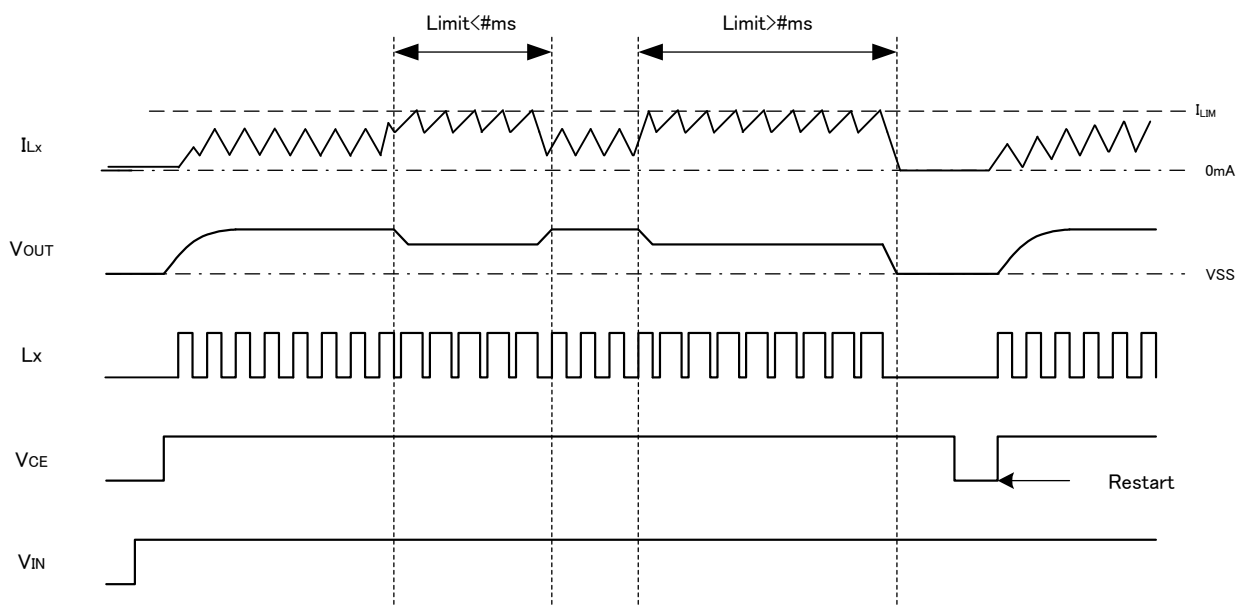 Limit<#ms
Limit>#ms
ILx
ILIM
0mA
VOUT
VSS
Lx
VCE
Restart
VIN